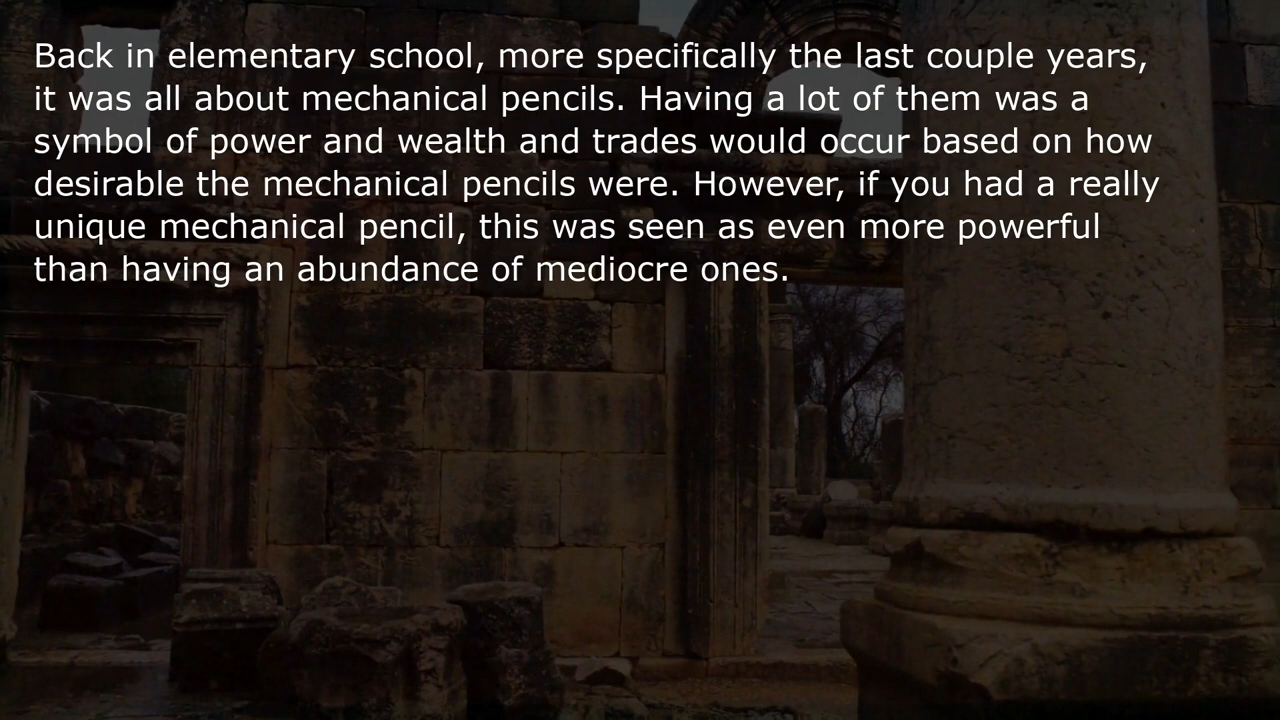 Back in elementary school, more specifically the last couple years,
it was all about mechanical pencils. Having a lot of them was a
symbol of power and wealth and trades would occur based on how
desirable the mechanical pencils were. However, if you had a really
unique mechanical pencil, this was seen as even more powerful
than having an abundance of mediocre ones.